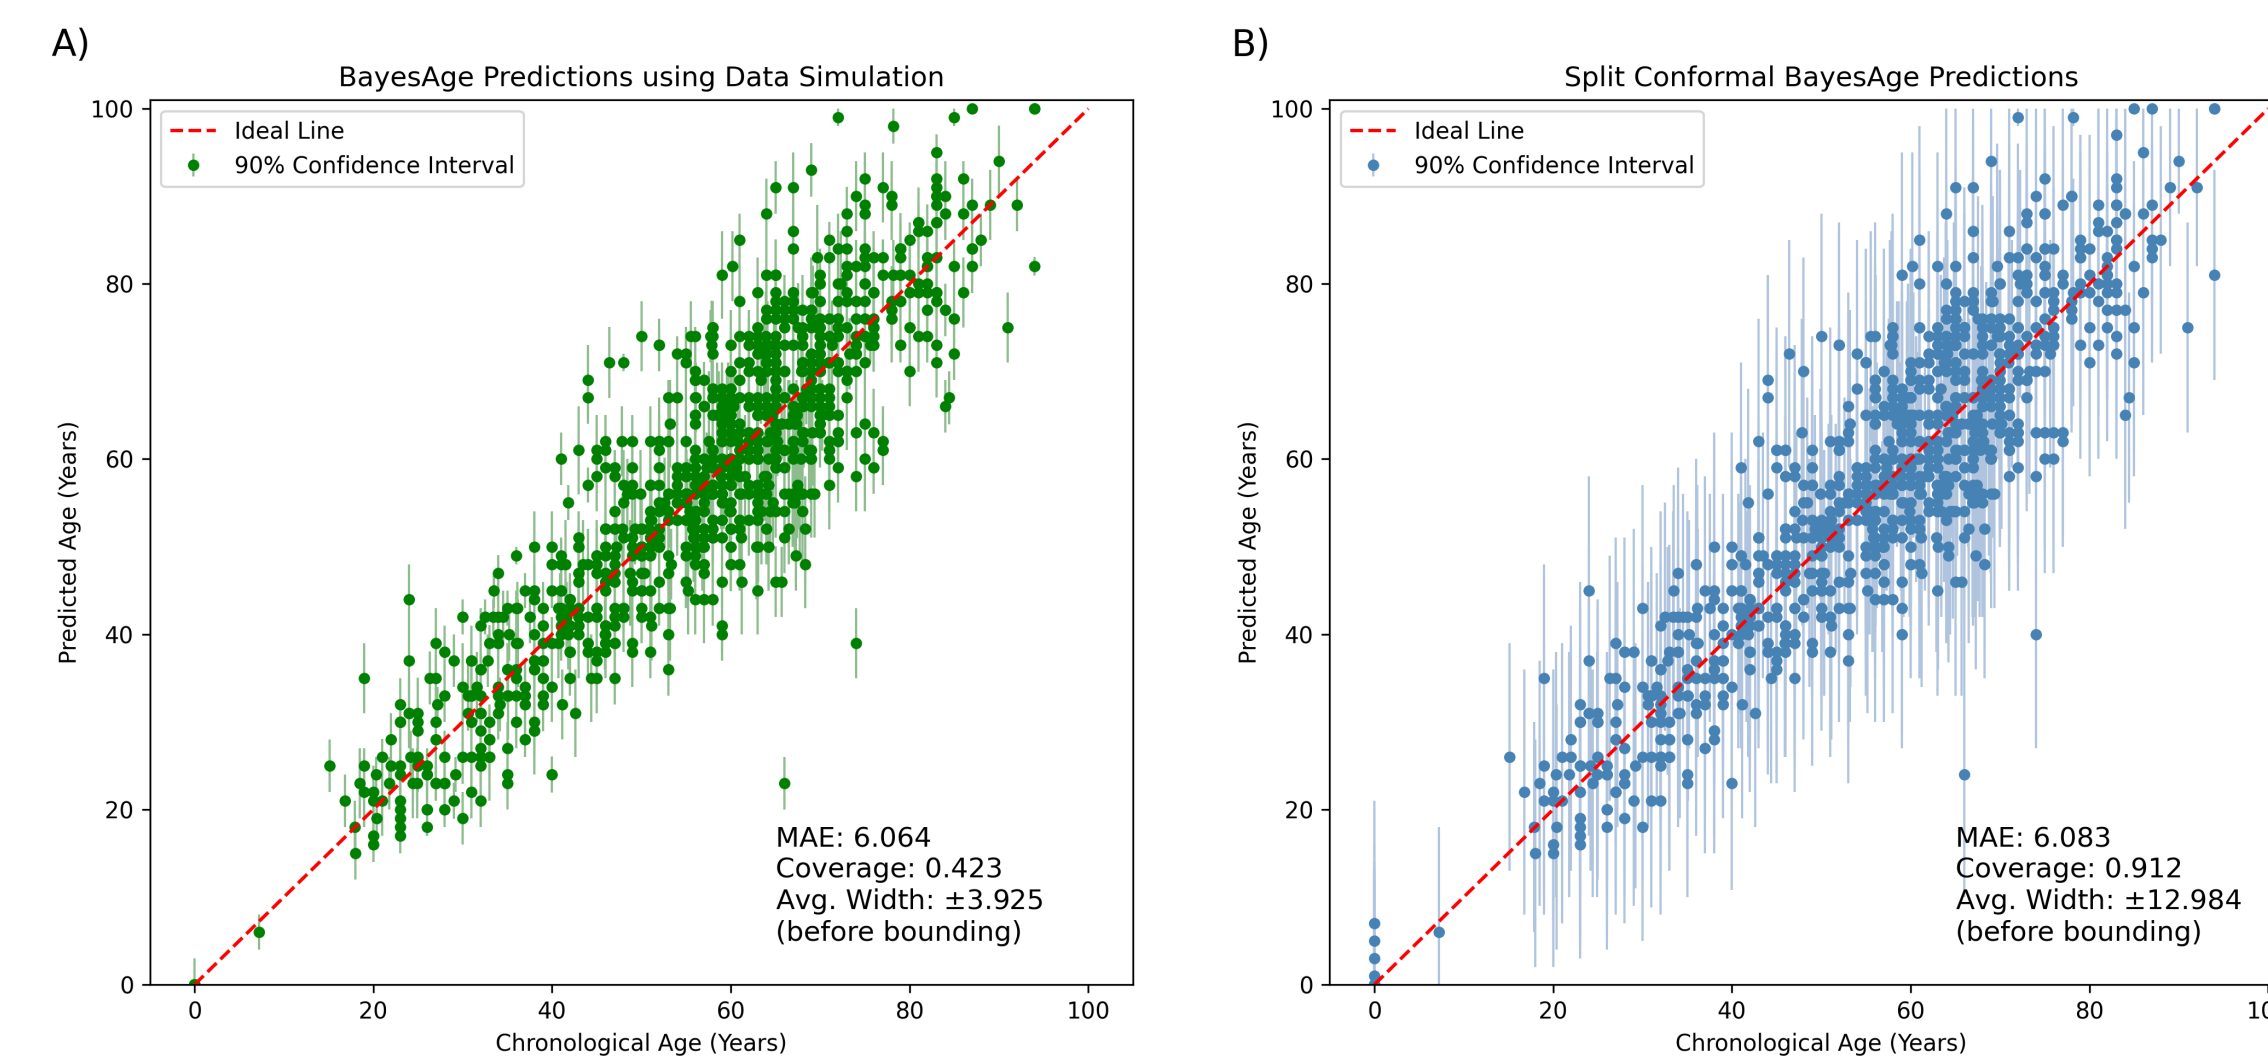 A)
BayesAge Predictions using Data Simulation
Ideal Line
90% Confidence Interval
100
80
60
40
20
0
Predicted Age (Years)
MAE: 6.064
Coverage: 0.423
Avg. Width: ±3.925
(before bounding)
0 20 40 60 80 100
Chronological Age (Years)
B)
Split Conformal BayesAge Predictions
Ideal Line
90% Confidence Interval
100
80
60
40
20
0
Predicted Age (Years)
MAE: 6.083
Coverage: 0.912
Avg. Width: ±12.984
(before bounding)
0 20 40 60 80 10
Chronological Age (Years)